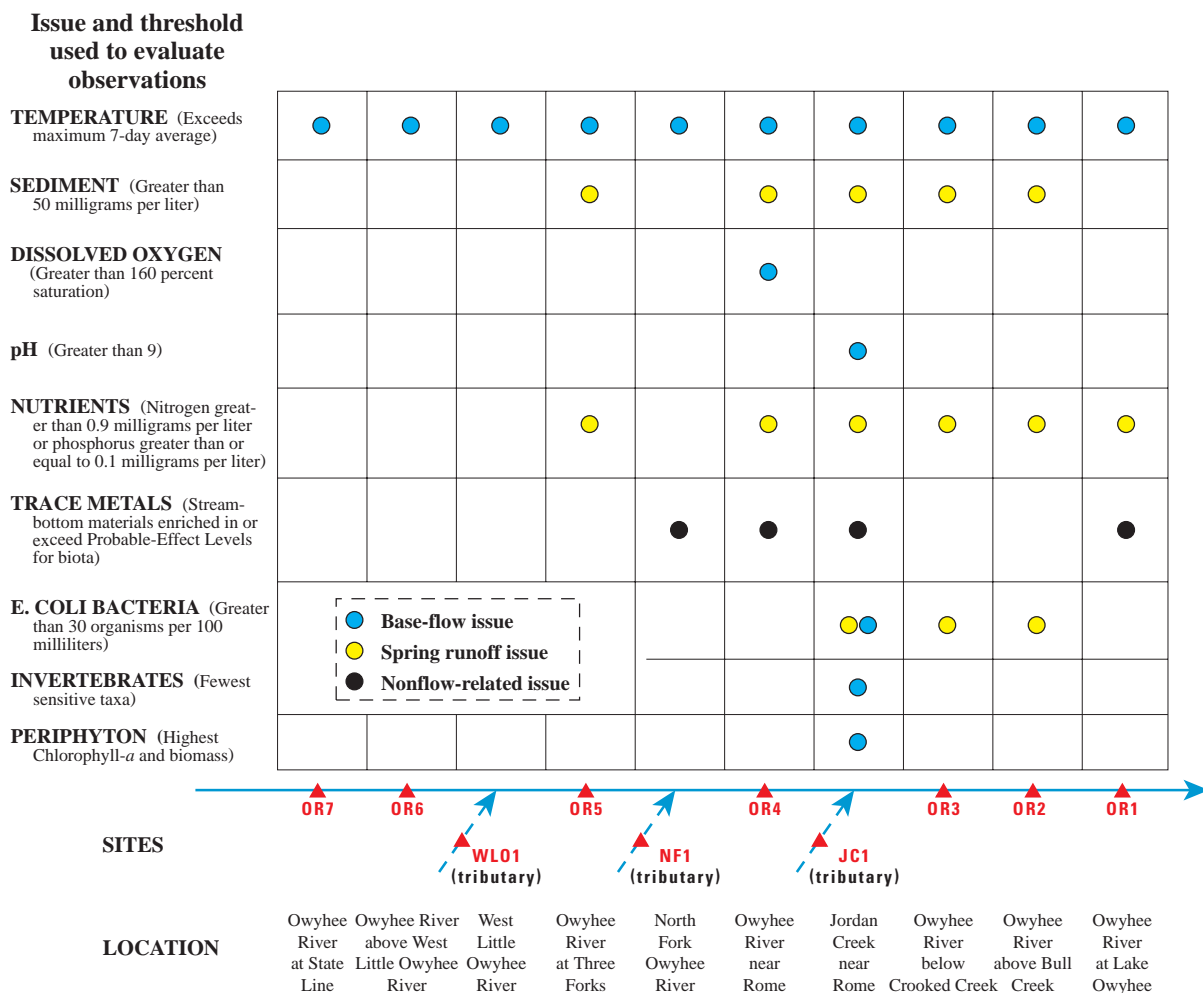 Issue and threshold
used to evaluate
observations
TEMPERATURE (Exceeds
maximum 7-day average)
SEDIMENT (Greater than
50 milligrams per liter)
DISSOLVED OXYGEN
(Greater than 160 percent
saturation)
pH (Greater than 9)
NUTRIENTS (Nitrogen great-
er than 0.9 milligrams per liter
or phosphorus greater than or
equal to 0.1 milligrams per liter)
TRACE METALS (Stream-
bottom materials enriched in or
exceed Probable-Effect Levels
for biota)
E. COLI BACTERIA (Greater
than 30 organisms per 100
milliliters)
INVERTEBRATES (Fewest
sensitive taxa)
PERIPHYTON (Highest
Chlorophyll-a and biomass)
Base-flow issue
Spring runoff issue
Nonflow-related issue
OR7 OR6 OR5 OR4 OR3 OR2 OR1
SITES
WLO1 NF1 JC1
(tributary) (tributary) (tributary)
LOCATION
Owyhee
River
at State
Line
Owyhee River
above West
Little Owyhee
River
West
Little
Owyhee
River
Owyhee
River
at Three
Forks
North
Fork
Owyhee
River
Owyhee
River
near
Rome
Jordan
Creek
near
Rome
Owyhee
River
below
Crooked Creek
Owyhee
River
above Bull
Creek
Owyhee
River
at Lake
Owyhee